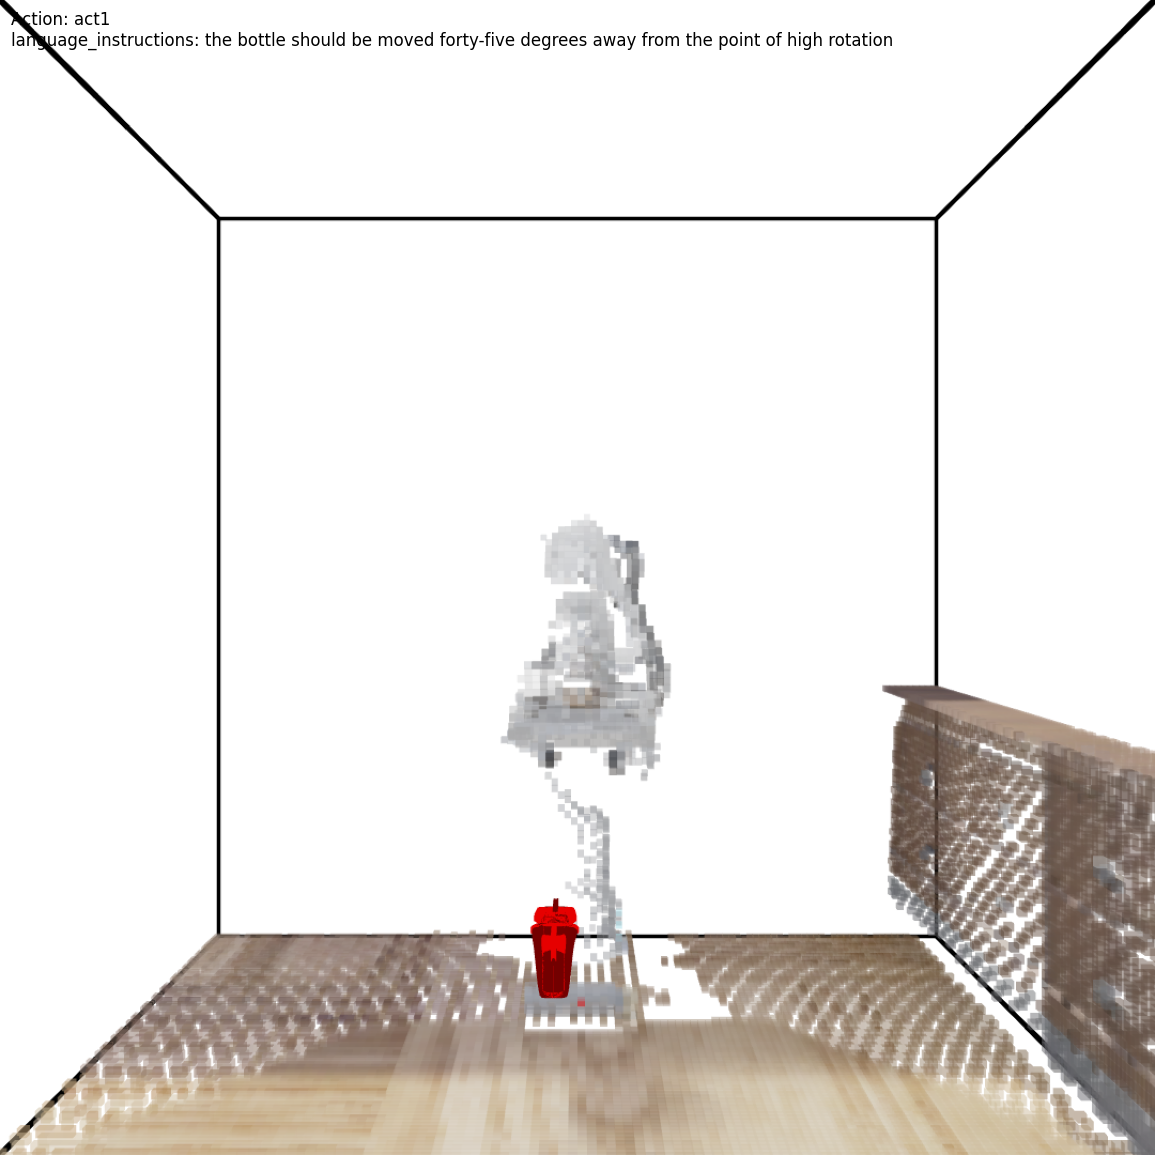 Action: act1
language_instructions: the bottle should be moved forty-five degrees away from the point of high rotation